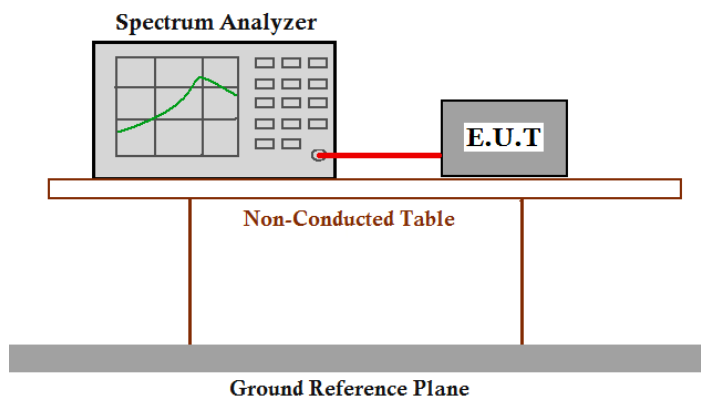 Spectrum Analyzer
E.U.T
Non-Conducted Table
Ground Reference Plane